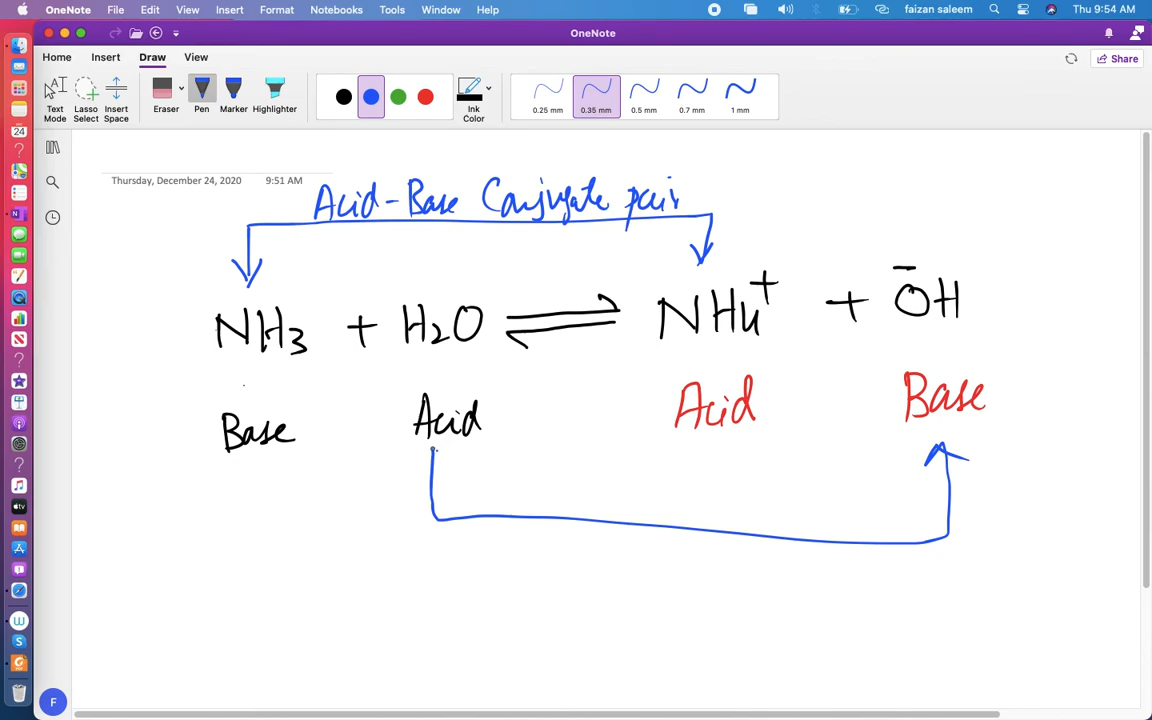 OneNote File Edit View Insert Format Notebooks Tools Window Help faizan saleem Thu 9:54 AM
OneNote
Home Insert Draw View Share
Text Mode Lasso Select Insert Space Eraser Pen Marker Highlighter Ink Color 0.25 mm 0.35 mm 0.5 mm 0.7 mm 1 mm
Thursday, December 24, 2020 9:51 AM
Acid-Base Conjugate pair
NH3 + H2O ⇌ NH4+ + ŌH
Base Acid Acid Base
F